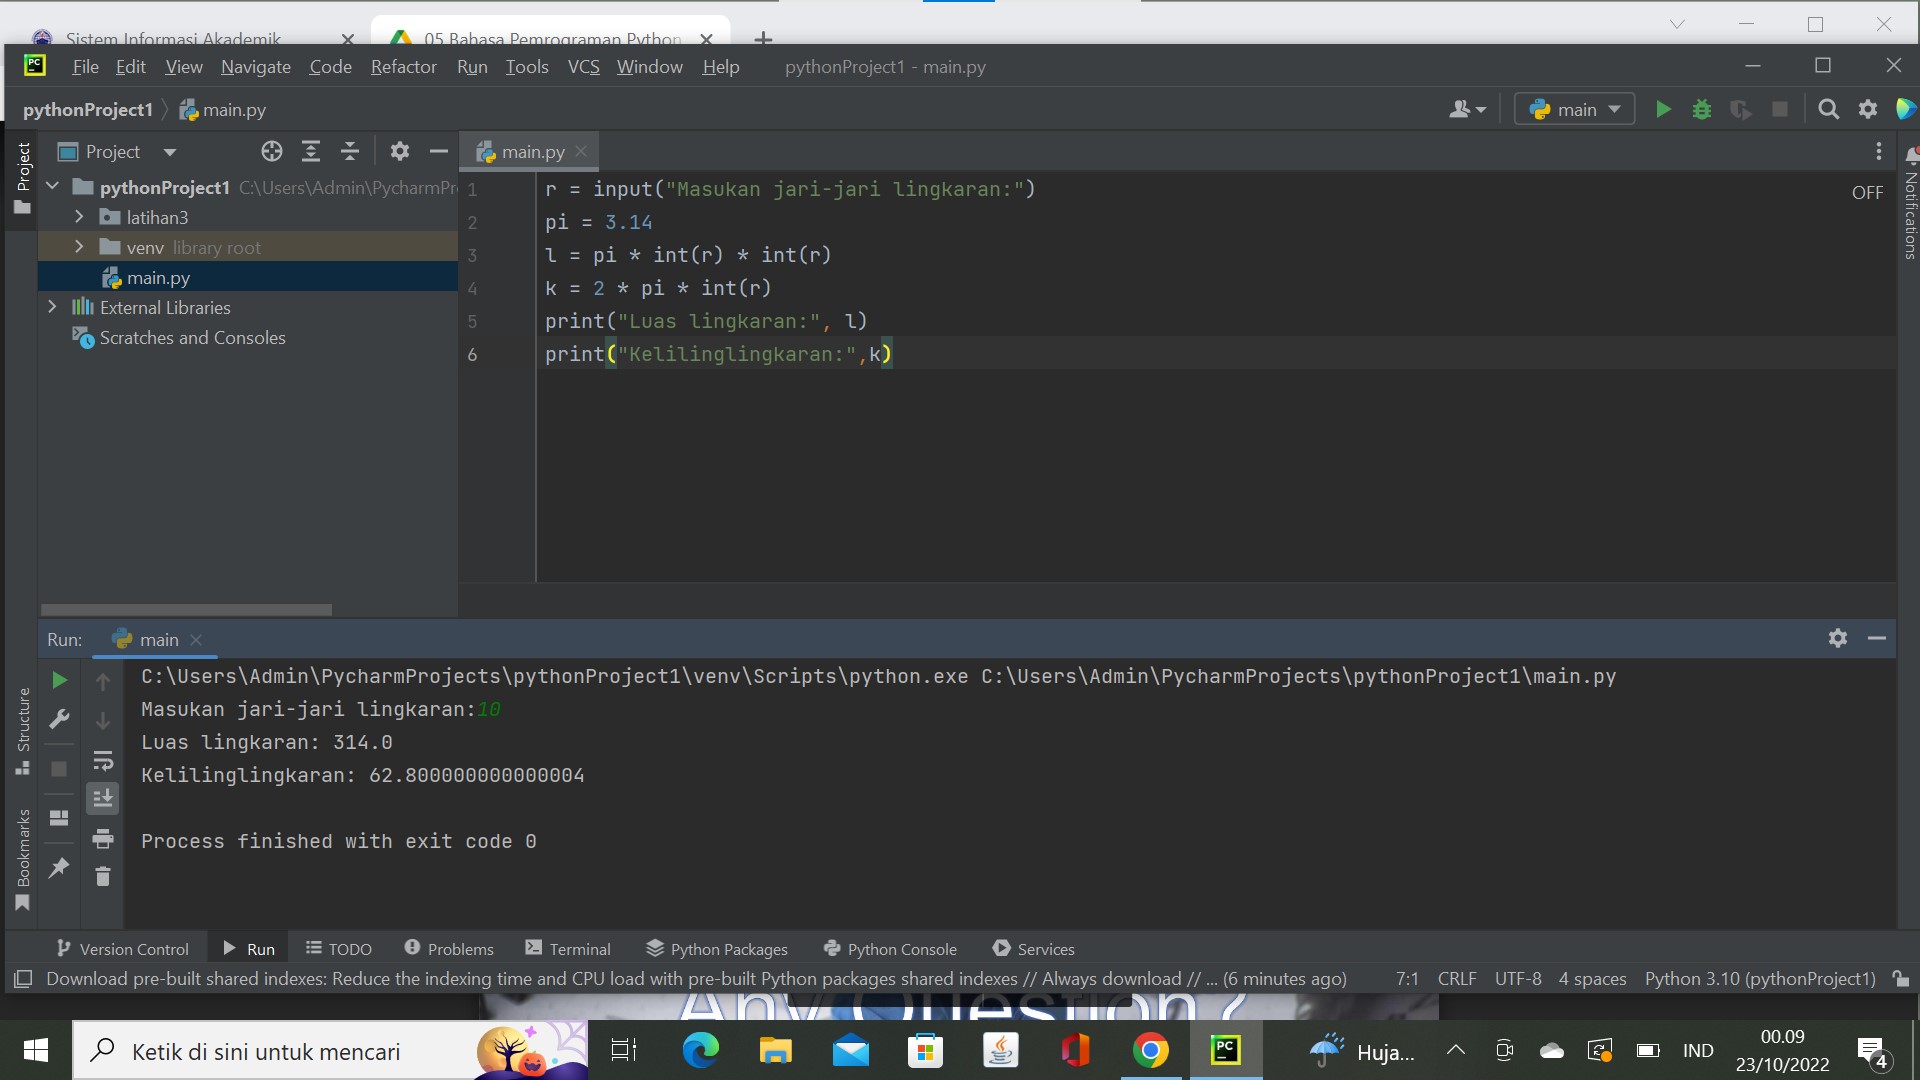 Sistem Informasi Akademik
05 Bahasa Pemrograman Python
PC
File Edit View Navigate Code Refactor Run Tools VCS Window Help pythonProject1 - main.py
pythonProject1 main.py
main
Project
Project
main.py
pythonProject1 C:\Users\Admin\PycharmPr
latihan3
venv library root
main.py
External Libraries
Scratches and Consoles
1 r = input("Masukan jari-jari lingkaran:")
2 pi = 3.14
3 l = pi * int(r) * int(r)
4 k = 2 * pi * int(r)
5 print("Luas lingkaran:", l)
6 print("Kelilinglingkaran:",k)
OFF
Notifications
Run: main
C:\Users\Admin\PycharmProjects\pythonProject1\venv\Scripts\python.exe C:\Users\Admin\PycharmProjects\pythonProject1\main.py
Masukan jari-jari lingkaran:10
Luas lingkaran: 314.0
Kelilinglingkaran: 62.800000000000004
Process finished with exit code 0
Structure
Bookmarks
Version Control Run TODO Problems Terminal Python Packages Python Console Services
Download pre-built shared indexes: Reduce the indexing time and CPU load with pre-built Python packages shared indexes // Always download // ... (6 minutes ago) 7:1 CRLF UTF-8 4 spaces Python 3.10 (pythonProject1)
Any Question?
Ketik di sini untuk mencari
PC
Huja...
IND
00.09
23/10/2022
4